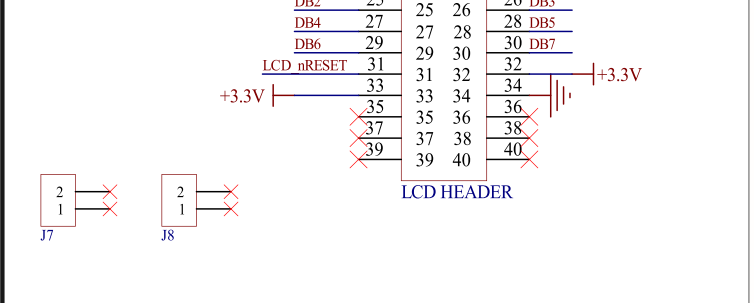 DB2 25 25 26 26 DB3
DB4 27 27 28 28 DB5
DB6 29 29 30 30 DB7
LCD_nRESET 31 31 32 32 +3.3V
+3.3V 33 33 34 34
35 35 36 36
37 37 38 38
39 39 40 40
LCD HEADER
2 2
1 1
J7 J8